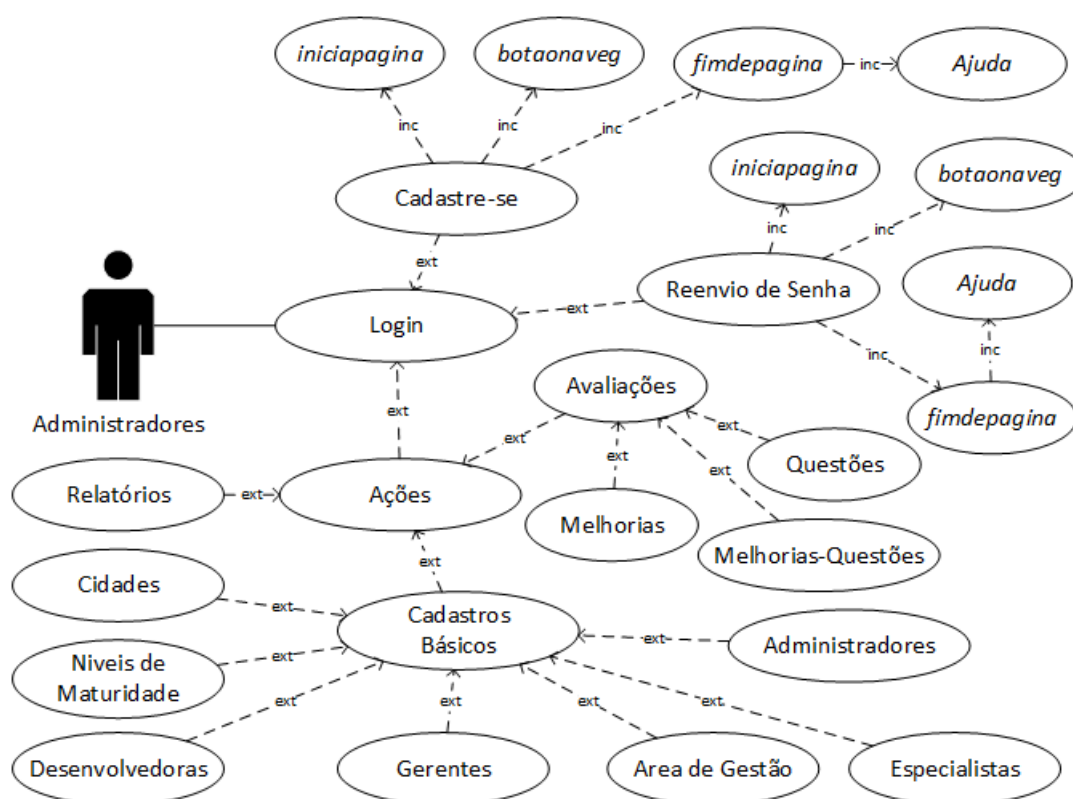 iniciapagina
botaonaveg
fimdepagina
inc
Ajuda
inc
inc
inc
Cadastre-se
iniciapagina
botaonaveg
inc
inc
ext
Reenvio de Senha
Ajuda
ext
Login
inc
inc
Administradores
Avaliações
fimdepagina
ext
ext
ext
ext
ext
Questões
Relatórios
ext
Ações
Melhorias
Melhorias-Questões
ext
Cidades
ext
Cadastros
Básicos
ext
Administradores
Niveis de
Maturidade
ext
ext
ext
ext
ext
Desenvolvedoras
Gerentes
Area de Gestão
Especialistas